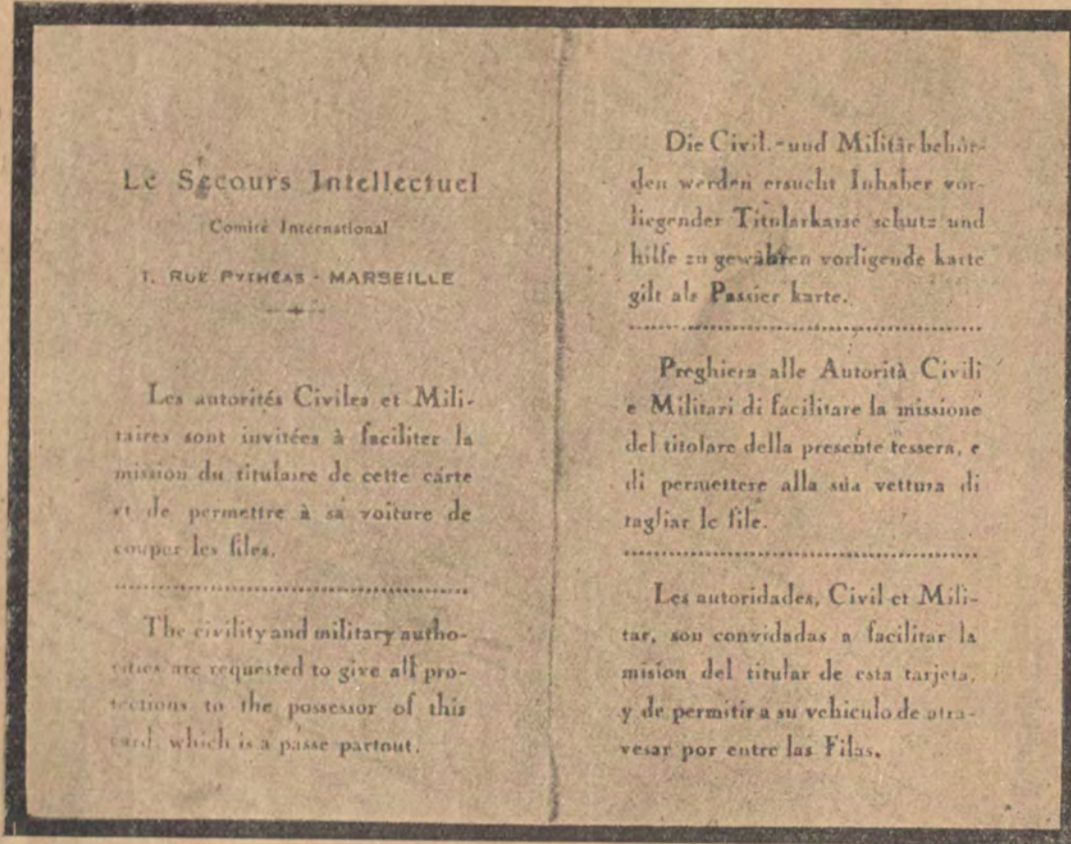 Le Secours Intellectuel
Comité International
1, RUE PYTHÉAS - MARSEILLE
Les autorités Civiles et Mili-
taires sont invitées à faciliter la
mission du titulaire de cette carte
et de permettre à sa voiture de
couper les files.
The civility and military autho-
rities are requested to give all pro-
tections to the possessor of this
card, which is a passe partout.
Die Civil.-und Militär behör-
den werden ersucht Inhaber vor-
liegender Titularkarse schutz und
hilfe zu gewähren vorligende karte
gilt als Passier karte.
Preghiera alle Autorità Civili
e Militari di facilitare la missione
del titolare della presente tessera, e
di permettere alla sua vettura di
tagliar le file.
Les autoridades, Civil et Mili-
tar, son convidadas a facilitar la
mision del titular de esta tarjeta,
y de permitir a su vehiculo de atra-
vesar por entre las Filas.